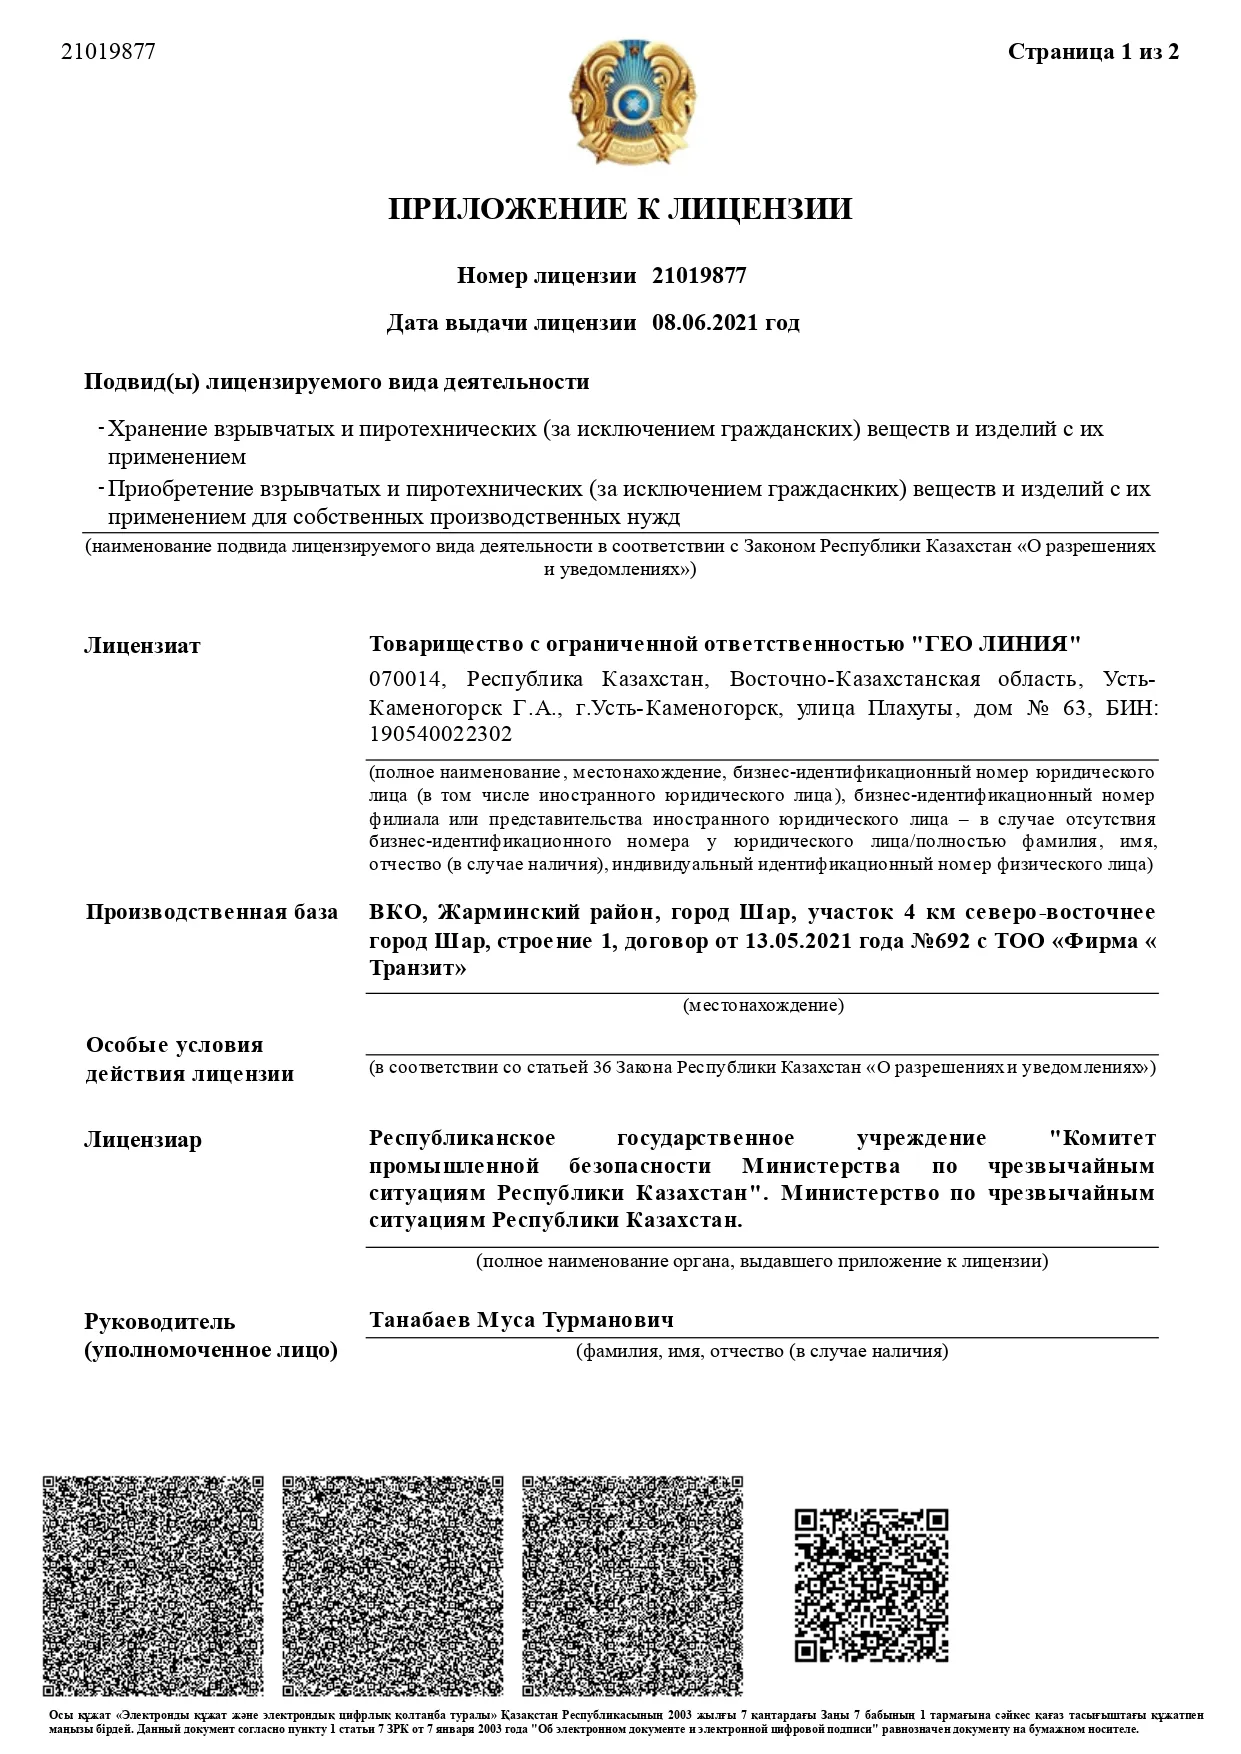 21019877
Страница 1 из 2
ПРИЛОЖЕНИЕ К ЛИЦЕНЗИИ
Номер лицензии 21019877
Дата выдачи лицензии 08.06.2021 год
Подвид(ы) лицензируемого вида деятельности
- Хранение взрывчатых и пиротехнических (за исключением гражданских) веществ и изделий с их
применением
- Приобретение взрывчатых и пиротехнических (за исключением граждаснких) веществ и изделий с их
применением для собственных производственных нужд
(наименование подвида лицензируемого вида деятельности в соответствии с Законом Республики Казахстан «О разрешениях
и уведомлениях»)
Лицензиат
Товарищество с ограниченной ответственностью "ГЕО ЛИНИЯ"
070014, Республика Казахстан, Восточно-Казахстанская область, Усть-
Каменогорск Г.А., г.Усть-Каменогорск, улица Плахуты, дом № 63, БИН:
190540022302
(полное наименование, местонахождение, бизнес-идентификационный номер юридического
лица (в том числе иностранного юридического лица), бизнес-идентификационный номер
филиала или представительства иностранного юридического лица – в случае отсутствия
бизнес-идентификационного номера у юридического лица/полностью фамилия, имя,
отчество (в случае наличия), индивидуальный идентификационный номер физического лица)
Производственная база
ВКО, Жарминский район, город Шар, участок 4 км северо-восточнее
город Шар, строение 1, договор от 13.05.2021 года №692 с ТОО «Фирма «
Транзит»
(местонахождение)
Особые условия
действия лицензии
(в соответствии со статьей 36 Закона Республики Казахстан «О разрешениях и уведомлениях»)
Лицензиар
Республиканское государственное учреждение "Комитет
промышленной безопасности Министерства по чрезвычайным
ситуациям Республики Казахстан". Министерство по чрезвычайным
ситуациям Республики Казахстан.
(полное наименование органа, выдавшего приложение к лицензии)
Руководитель
(уполномоченное лицо)
Танабаев Муса Турманович
(фамилия, имя, отчество (в случае наличия)
Осы құжат «Электронды құжат және электрондық цифрлық қолтаңба туралы» Қазақстан Республикасының 2003 жылғы 7 қаңтардағы Заңы 7 бабының 1 тармағына сәйкес қағаз тасығыштағы құжатпен
маңызы бірдей. Данный документ согласно пункту 1 статьи 7 ЗРК от 7 января 2003 года "Об электронном документе и электронной цифровой подписи" равнозначен документу на бумажном носителе.